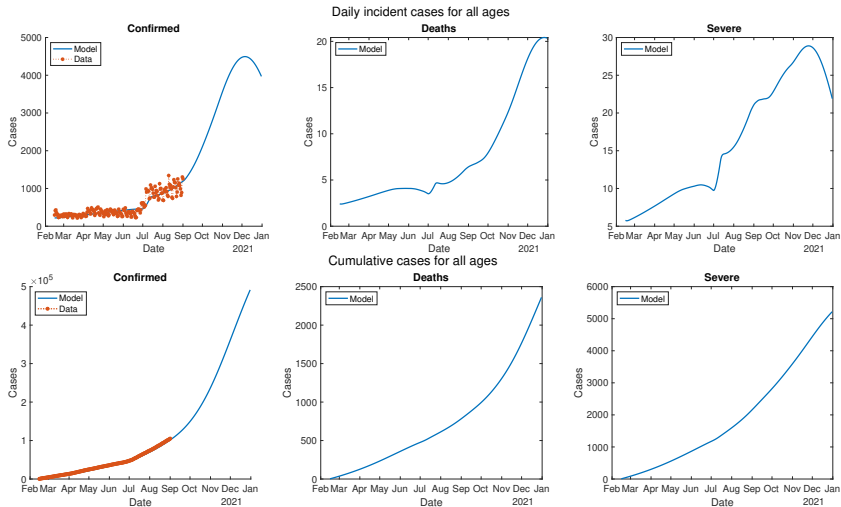 Daily incident cases for all ages
Confirmed
Deaths
Severe
Model
Data
Model
Model
5000
4000
3000
2000
1000
0
Cases
20
15
10
5
0
Cases
30
25
20
15
10
5
Cases
Feb Mar Apr May Jun Jul Aug Sep Oct Nov Dec Jan
Date
2021
Feb Mar Apr May Jun Jul Aug Sep Oct Nov Dec Jan
Date
2021
Feb Mar Apr May Jun Jul Aug Sep Oct Nov Dec Jan
Date
2021
Cumulative cases for all ages
Confirmed
Deaths
Severe
×10^5
Model
Data
Model
Model
5
4
3
2
1
0
Cases
2500
2000
1500
1000
500
0
Cases
6000
5000
4000
3000
2000
1000
0
Cases
Feb Mar Apr May Jun Jul Aug Sep Oct Nov Dec Jan
Date
2021
Feb Mar Apr May Jun Jul Aug Sep Oct Nov Dec Jan
Date
2021
Feb Mar Apr May Jun Jul Aug Sep Oct Nov Dec Jan
Date
2021